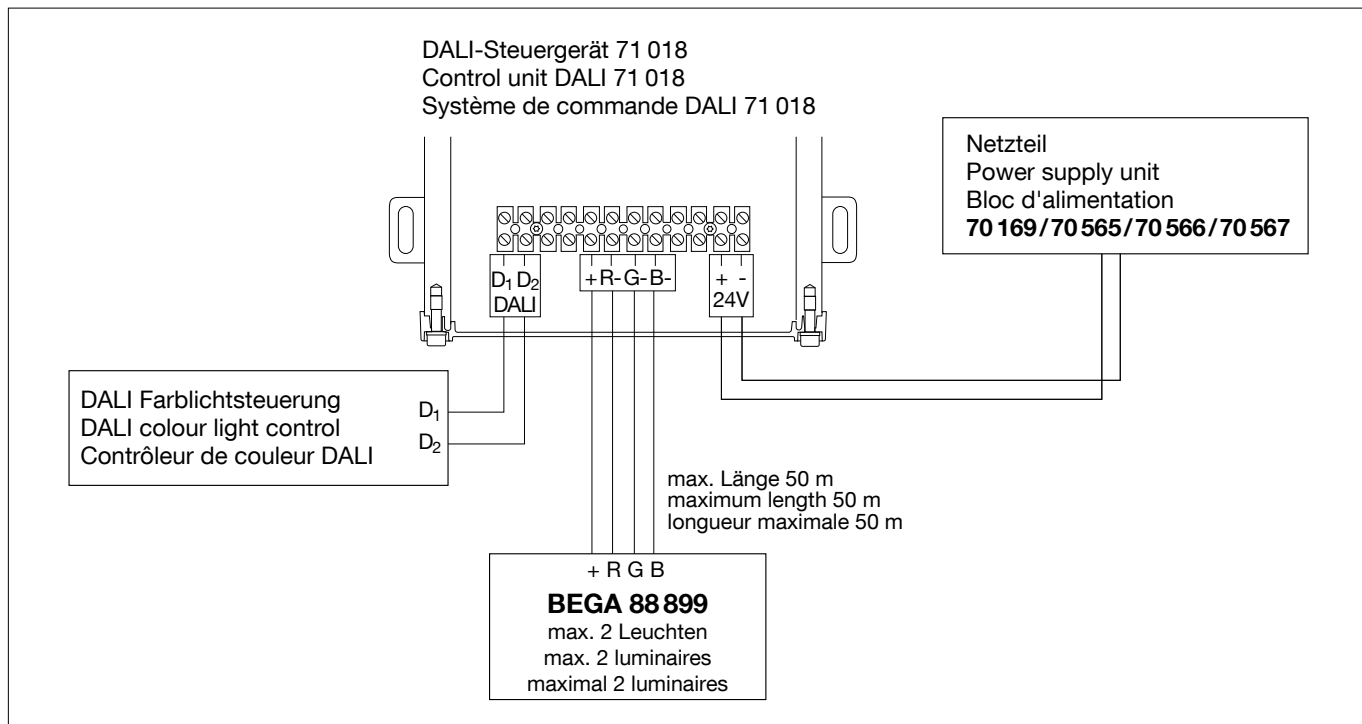 DALI-Steuergerät 71 018
Control unit DALI 71 018
Système de commande DALI 71 018
Netzteil
Power supply unit
Bloc d'alimentation
70 169 / 70 565 / 70 566 / 70 567
D₁ D₂
DALI
+ R- G- B-
+ -
24V
DALI Farblichtsteuerung
DALI colour light control
Contrôleur de couleur DALI
D₁
D₂
max. Länge 50 m
maximum length 50 m
longueur maximale 50 m
+ R G B
BEGA 88 899
max. 2 Leuchten
max. 2 luminaires
maximal 2 luminaires